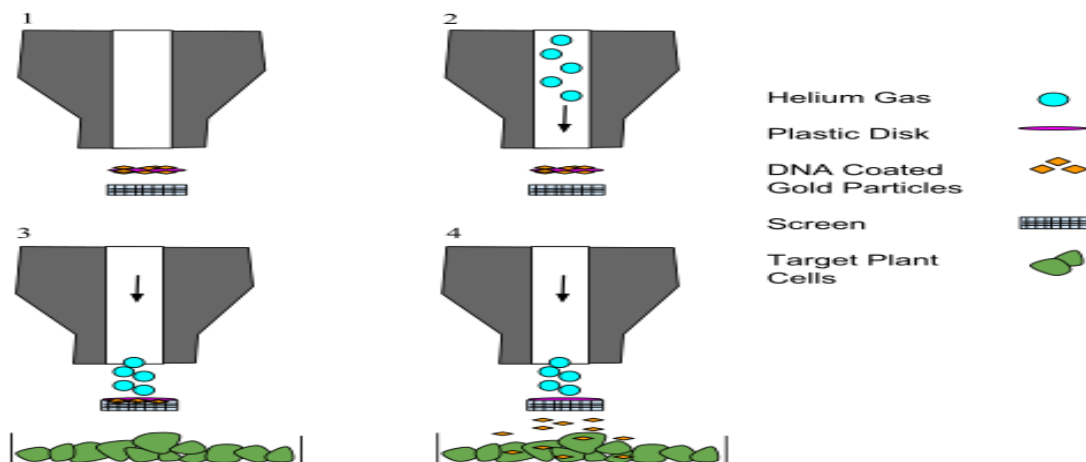 1
2
Helium Gas
Plastic Disk
DNA Coated
Gold Particles
Screen
Target Plant
Cells
3
4